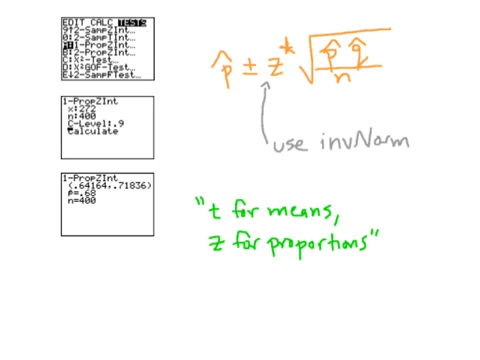 EDIT CALC TESTS
9↑2-SampZInt…
0:2-SampTInt…
A:1-PropZInt…
B:2-PropZInt…
C:χ²-Test…
D:χ²GOF-Test…
E↓2-SampFTest…
p̂ ± z* √(p̂ q̂ / n)
use invNorm
1-PropZInt
x:272
n:400
C-Level:.9
Calculate
1-PropZInt
(.64164,.71836)
p̂=.68
n=400
"t for means,
z for proportions"